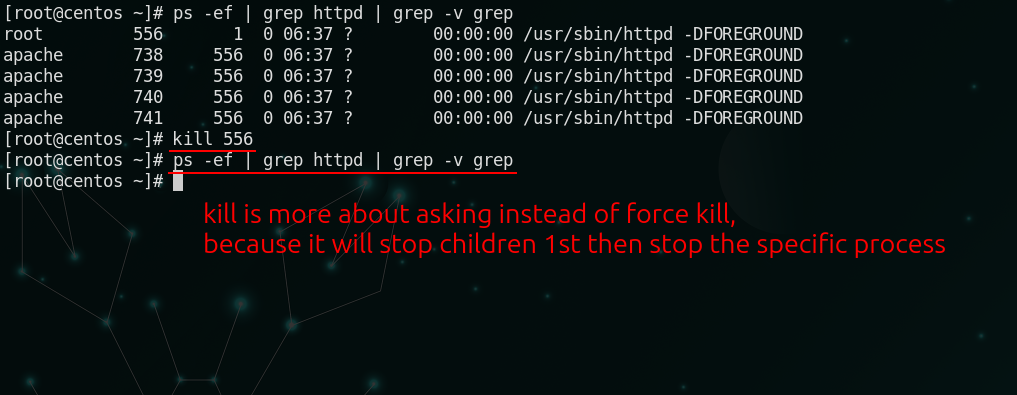 [root@centos ~]# ps -ef | grep httpd | grep -v grep
root         556       1  0 06:37 ?        00:00:00 /usr/sbin/httpd -DFOREGROUND
apache       738     556  0 06:37 ?        00:00:00 /usr/sbin/httpd -DFOREGROUND
apache       739     556  0 06:37 ?        00:00:00 /usr/sbin/httpd -DFOREGROUND
apache       740     556  0 06:37 ?        00:00:00 /usr/sbin/httpd -DFOREGROUND
apache       741     556  0 06:37 ?        00:00:00 /usr/sbin/httpd -DFOREGROUND
[root@centos ~]# kill 556
[root@centos ~]# ps -ef | grep httpd | grep -v grep
[root@centos ~]#
kill is more about asking instead of force kill,
because it will stop children 1st then stop the specific process